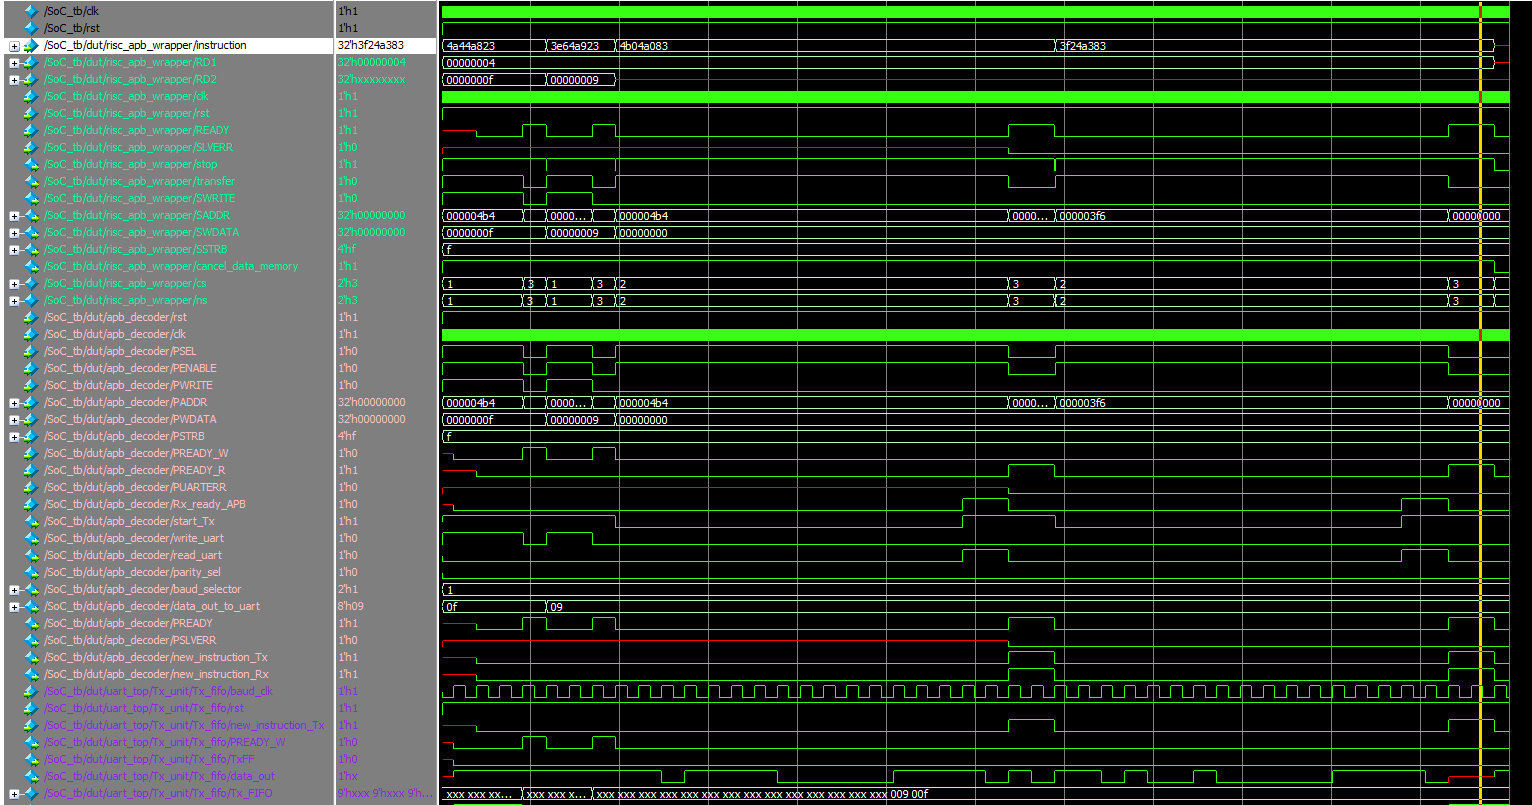 /SoC_tb/clk 1'h1
/SoC_tb/rst 1'h1
/SoC_tb/dut/risc_apb_wrapper/instruction 32'h3f24a383 4a44a823 3e64a923 4b04a083 3f24a383
/SoC_tb/dut/risc_apb_wrapper/RD1 32'h00000004 00000004
/SoC_tb/dut/risc_apb_wrapper/RD2 32'hxxxxxxxx 0000000f 00000009
/SoC_tb/dut/risc_apb_wrapper/clk 1'h1
/SoC_tb/dut/risc_apb_wrapper/rst 1'h1
/SoC_tb/dut/risc_apb_wrapper/READY 1'h1
/SoC_tb/dut/risc_apb_wrapper/SLVERR 1'h0
/SoC_tb/dut/risc_apb_wrapper/stop 1'h1
/SoC_tb/dut/risc_apb_wrapper/transfer 1'h0
/SoC_tb/dut/risc_apb_wrapper/SWRITE 1'h0
/SoC_tb/dut/risc_apb_wrapper/SADDR 32'h00000000 000004b4 0000... 000004b4 0000... 000003f6 00000000
/SoC_tb/dut/risc_apb_wrapper/SWDATA 32'h00000000 0000000f 00000009 00000000
/SoC_tb/dut/risc_apb_wrapper/SSTRB 4'hf f
/SoC_tb/dut/risc_apb_wrapper/cancel_data_memory 1'h1
/SoC_tb/dut/risc_apb_wrapper/cs 2'h3 1 3 1 3 2 3 2 3
/SoC_tb/dut/risc_apb_wrapper/ns 2'h3 1 3 1 3 2 3 2 3
/SoC_tb/dut/apb_decoder/rst 1'h1
/SoC_tb/dut/apb_decoder/clk 1'h1
/SoC_tb/dut/apb_decoder/PSEL 1'h0
/SoC_tb/dut/apb_decoder/PENABLE 1'h0
/SoC_tb/dut/apb_decoder/PWRITE 1'h0
/SoC_tb/dut/apb_decoder/PADDR 32'h00000000 000004b4 0000... 000004b4 0000... 000003f6 00000000
/SoC_tb/dut/apb_decoder/PWDATA 32'h00000000 0000000f 00000009 00000000
/SoC_tb/dut/apb_decoder/PSTRB 4'hf f
/SoC_tb/dut/apb_decoder/PREADY_W 1'h0
/SoC_tb/dut/apb_decoder/PREADY_R 1'h1
/SoC_tb/dut/apb_decoder/PUARTERR 1'h0
/SoC_tb/dut/apb_decoder/Rx_ready_APB 1'h0
/SoC_tb/dut/apb_decoder/start_Tx 1'h1
/SoC_tb/dut/apb_decoder/write_uart 1'h0
/SoC_tb/dut/apb_decoder/read_uart 1'h0
/SoC_tb/dut/apb_decoder/parity_sel 1'h0
/SoC_tb/dut/apb_decoder/baud_selector 2'h1 1
/SoC_tb/dut/apb_decoder/data_out_to_uart 8'h09 0f 09
/SoC_tb/dut/apb_decoder/PREADY 1'h1
/SoC_tb/dut/apb_decoder/PSLVERR 1'h0
/SoC_tb/dut/apb_decoder/new_instruction_Tx 1'h1
/SoC_tb/dut/apb_decoder/new_instruction_Rx 1'h1
/SoC_tb/dut/uart_top/Tx_unit/Tx_fifo/baud_clk 1'h1
/SoC_tb/dut/uart_top/Tx_unit/Tx_fifo/rst 1'h1
/SoC_tb/dut/uart_top/Tx_unit/Tx_fifo/new_instruction_Tx 1'h1
/SoC_tb/dut/uart_top/Tx_unit/Tx_fifo/PREADY_W 1'h0
/SoC_tb/dut/uart_top/Tx_unit/Tx_fifo/TxFF 1'h0
/SoC_tb/dut/uart_top/Tx_unit/Tx_fifo/data_out 1'hx
/SoC_tb/dut/uart_top/Tx_unit/Tx_fifo/Tx_FIFO 9'hxxx 9'hxxx 9'h... xxx xxx xx... xxx xxx x... xxx xxx xxx xxx xxx xxx xxx xxx xxx xxx xxx xxx xxx xxx 009 00f